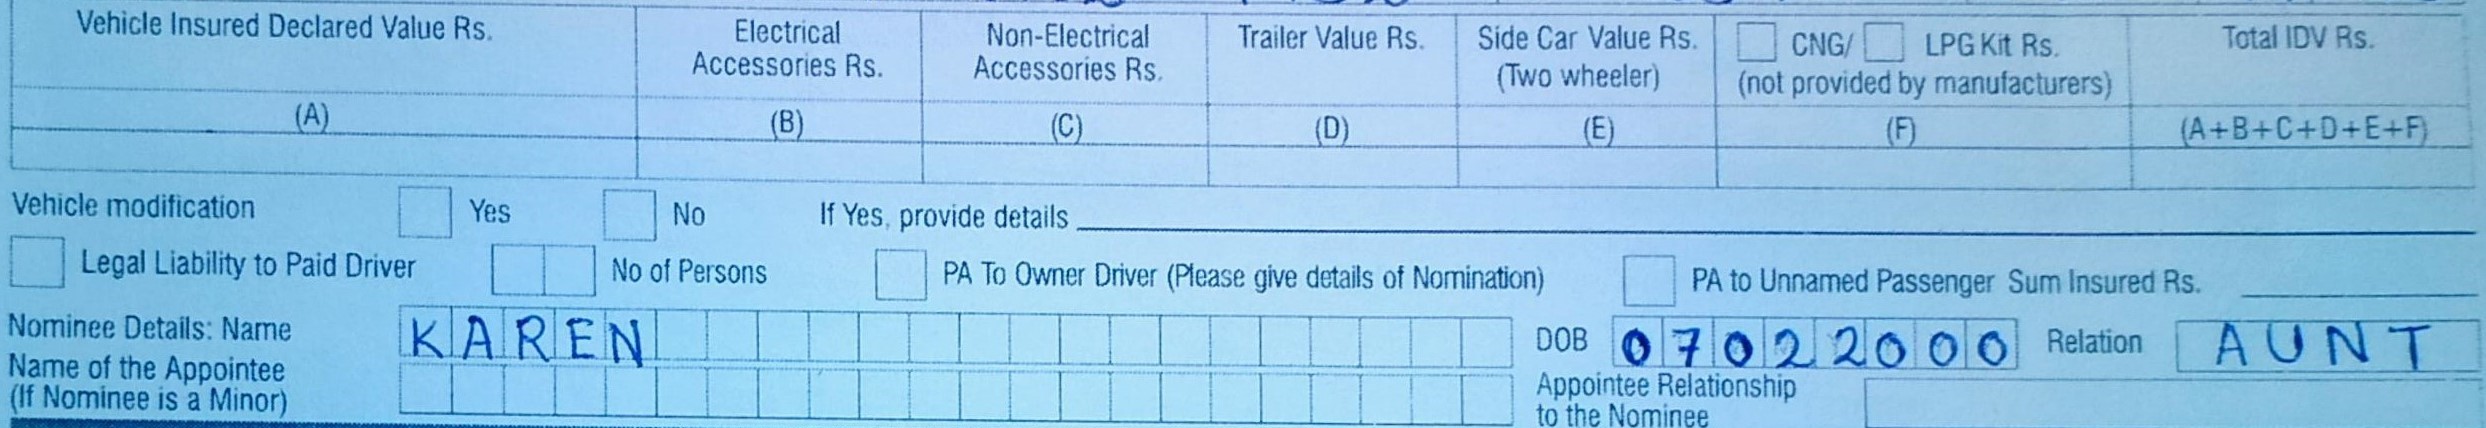 Vehicle Insured Declared Value Rs. Electrical Accessories Rs. Non-Electrical Accessories Rs. Trailer Value Rs. Side Car Value Rs. (Two wheeler) CNG/ LPG Kit Rs. (not provided by manufacturers) Total IDV Rs.
(A) (B) (C) (D) (E) (F) (A+B+C+D+E+F)
Vehicle modification Yes No If Yes, provide details
Legal Liability to Paid Driver No of Persons PA To Owner Driver (Please give details of Nomination) PA to Unnamed Passenger Sum Insured Rs.
Nominee Details: Name KAREN DOB 07022000 Relation AUNT
Name of the Appointee
(If Nominee is a Minor) Appointee Relationship
to the Nominee